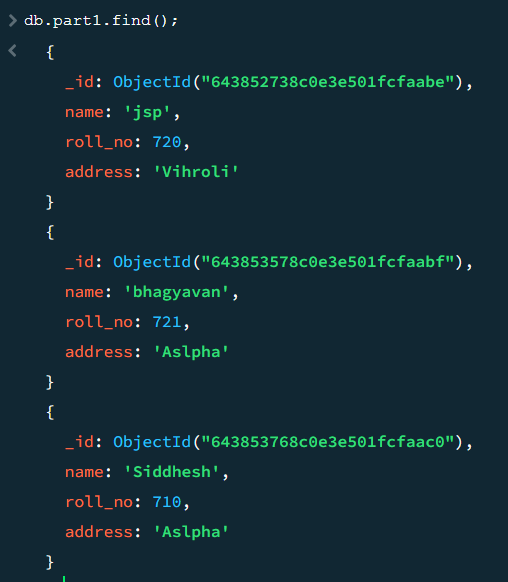 > db.part1.find();
< {
_id: ObjectId("643852738c0e3e501fcfaabe"),
name: 'jsp',
roll_no: 720,
address: 'Vihroli'
}
{
_id: ObjectId("643853578c0e3e501fcfaabf"),
name: 'bhagyavan',
roll_no: 721,
address: 'Aslpha'
}
{
_id: ObjectId("643853768c0e3e501fcfaac0"),
name: 'Siddhesh',
roll_no: 710,
address: 'Aslpha'
}